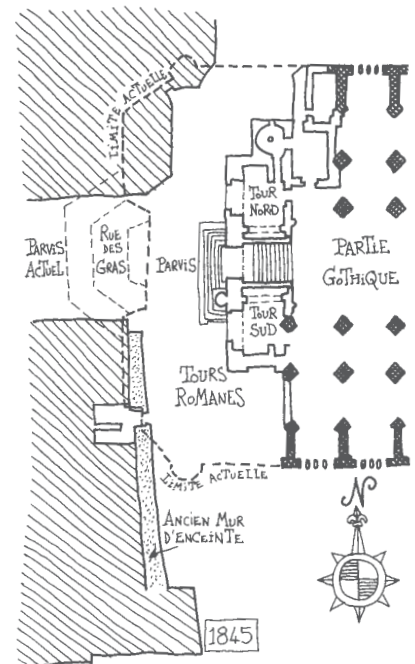 LIMITE ACTUELLE
TOUR
NORD
PARVIS
ACTUEL
RUE
DES
GRAS
PARVIS
PARTIE
GOTHIQUE
TOUR
SUD
TOURS
ROMANES
LIMITE ACTUELLE
N
ANCIEN MUR
D'ENCEINTE
1845